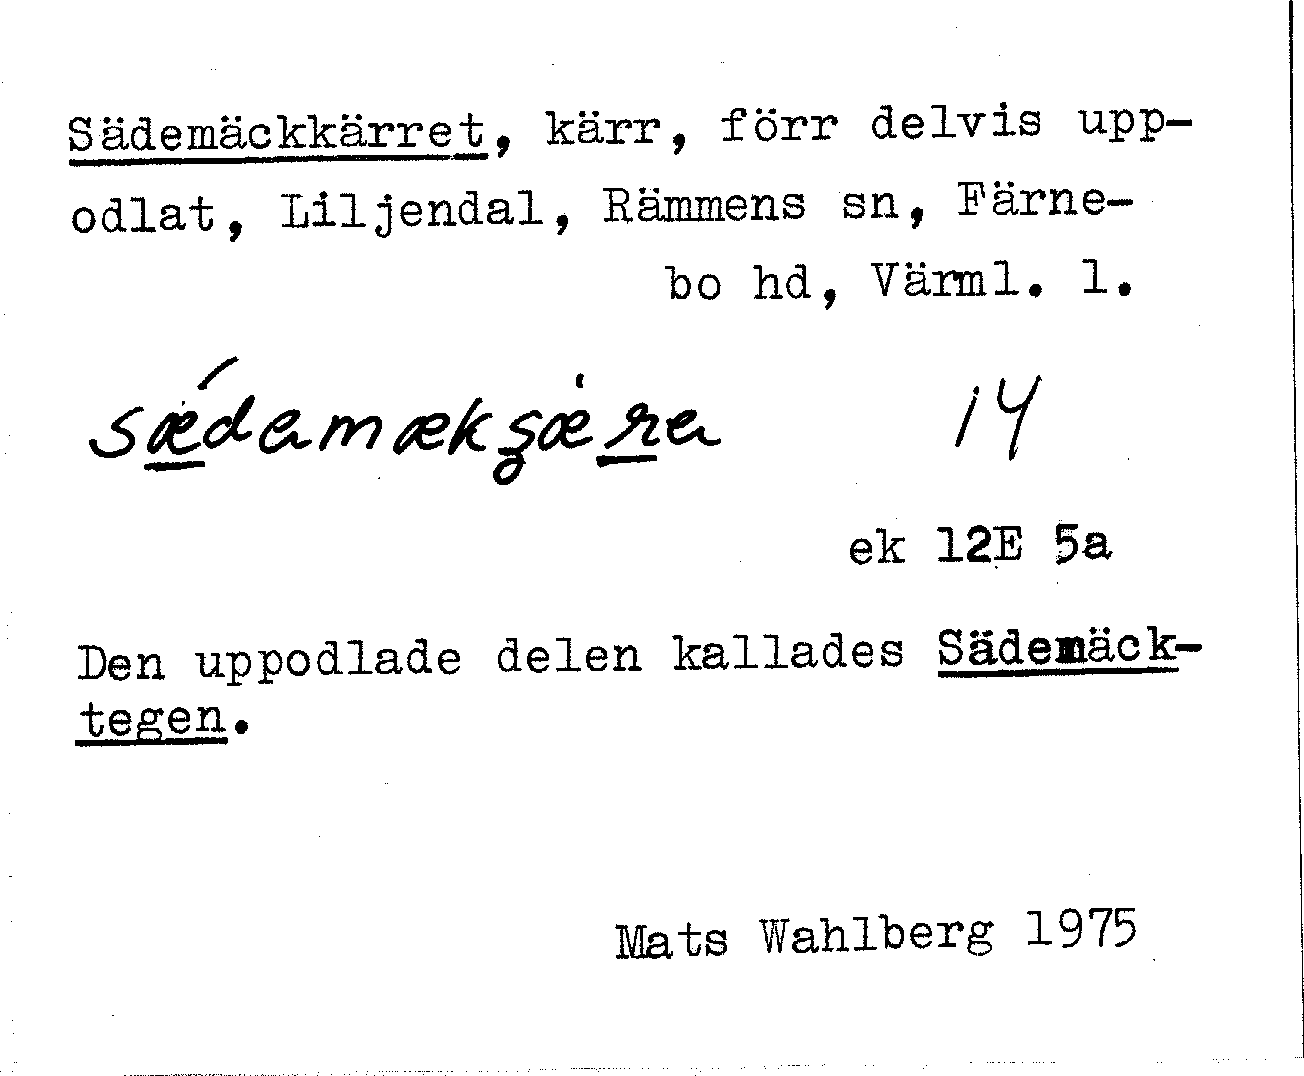 Sädemäckkärret, kärr, förr delvis upp-
odlat, Liljendal, Rämmens sn, Färne-
bo hd, Värml. l.
14
ek 12E 5a
Den uppodlade delen kallades Sädemäck-
tegen.
Mats Wahlberg 1975